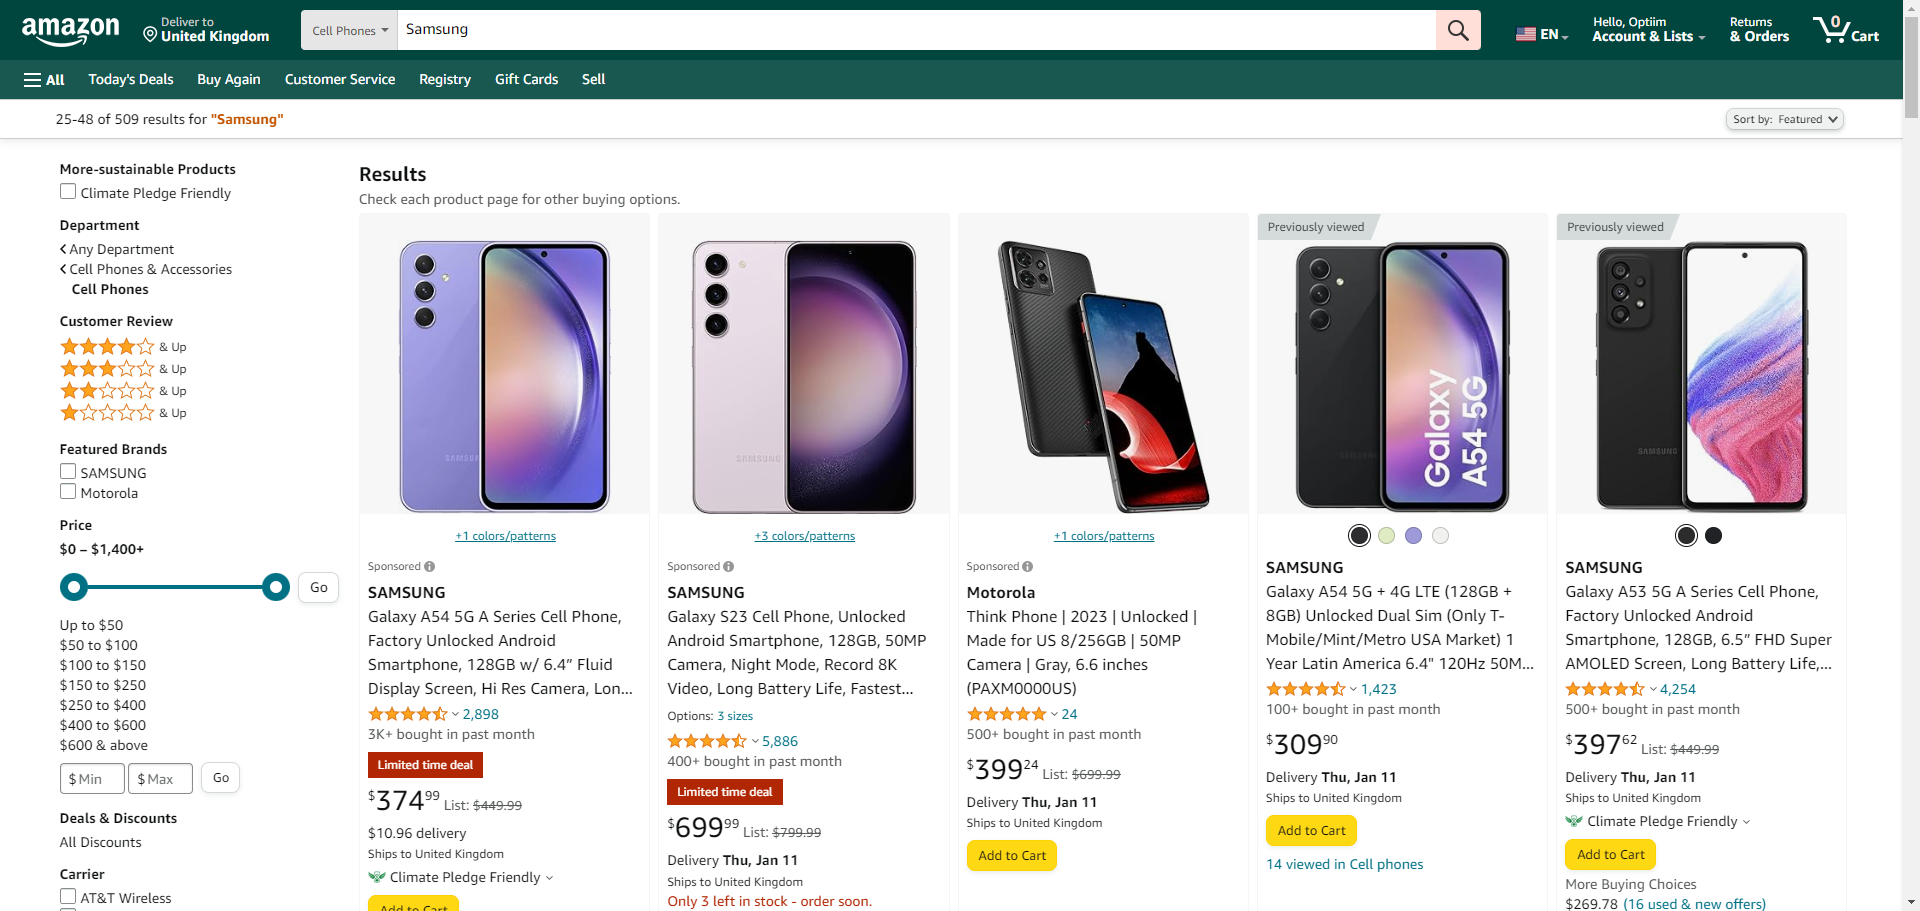 amazon
Deliver to
United Kingdom
Cell Phones
Samsung
EN
Hello, Optiim
Account & Lists
Returns
& Orders
0
Cart
All
Today's Deals
Buy Again
Customer Service
Registry
Gift Cards
Sell
25-48 of 509 results for "Samsung"
Sort by: Featured
More-sustainable Products
Climate Pledge Friendly
Department
Any Department
Cell Phones & Accessories
Cell Phones
Customer Review
& Up
& Up
& Up
& Up
Featured Brands
SAMSUNG
Motorola
Price
$0 – $1,400+
Go
Up to $50
$50 to $100
$100 to $150
$150 to $250
$250 to $400
$400 to $600
$600 & above
$ Min
$ Max
Go
Deals & Discounts
All Discounts
Carrier
AT&T Wireless
Results
Check each product page for other buying options.
SAMSUNG
+1 colors/patterns
Sponsored
SAMSUNG
Galaxy A54 5G A Series Cell Phone,
Factory Unlocked Android
Smartphone, 128GB w/ 6.4” Fluid
Display Screen, Hi Res Camera, Lon...
2,898
3K+ bought in past month
Limited time deal
$374.99 List: $449.99
$10.96 delivery
Ships to United Kingdom
Climate Pledge Friendly
Add to Cart
SAMSUNG
+3 colors/patterns
Sponsored
SAMSUNG
Galaxy S23 Cell Phone, Unlocked
Android Smartphone, 128GB, 50MP
Camera, Night Mode, Record 8K
Video, Long Battery Life, Fastest...
Options: 3 sizes
5,886
400+ bought in past month
Limited time deal
$699.99 List: $799.99
Delivery Thu, Jan 11
Ships to United Kingdom
Only 3 left in stock - order soon.
+1 colors/patterns
Sponsored
Motorola
Think Phone | 2023 | Unlocked |
Made for US 8/256GB | 50MP
Camera | Gray, 6.6 inches
(PAXM0000US)
24
500+ bought in past month
$399.24 List: $699.99
Delivery Thu, Jan 11
Ships to United Kingdom
Add to Cart
Previously viewed
Galaxy
A54 5G
SAMSUNG
Galaxy A54 5G + 4G LTE (128GB +
8GB) Unlocked Dual Sim (Only T-
Mobile/Mint/Metro USA Market) 1
Year Latin America 6.4" 120Hz 50M...
1,423
100+ bought in past month
$309.90
Delivery Thu, Jan 11
Ships to United Kingdom
Add to Cart
14 viewed in Cell phones
Previously viewed
SAMSUNG
SAMSUNG
Galaxy A53 5G A Series Cell Phone,
Factory Unlocked Android
Smartphone, 128GB, 6.5” FHD Super
AMOLED Screen, Long Battery Life,...
4,254
500+ bought in past month
$397.62 List: $449.99
Delivery Thu, Jan 11
Ships to United Kingdom
Climate Pledge Friendly
Add to Cart
More Buying Choices
$269.78 (16 used & new offers)